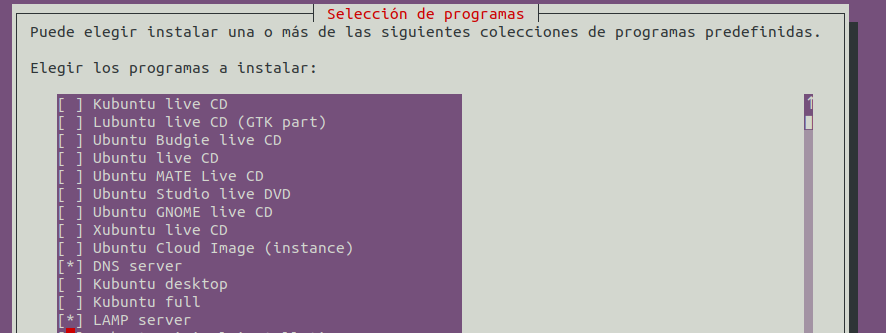 Selección de programas
Puede elegir instalar una o más de las siguientes colecciones de programas predefinidas.
Elegir los programas a instalar:
[ ] Kubuntu live CD
[ ] Lubuntu live CD (GTK part)
[ ] Ubuntu Budgie live CD
[ ] Ubuntu live CD
[ ] Ubuntu MATE Live CD
[ ] Ubuntu Studio live DVD
[ ] Ubuntu GNOME live CD
[ ] Xubuntu live CD
[ ] Ubuntu Cloud Image (instance)
[*] DNS server
[ ] Kubuntu desktop
[ ] Kubuntu full
[*] LAMP server